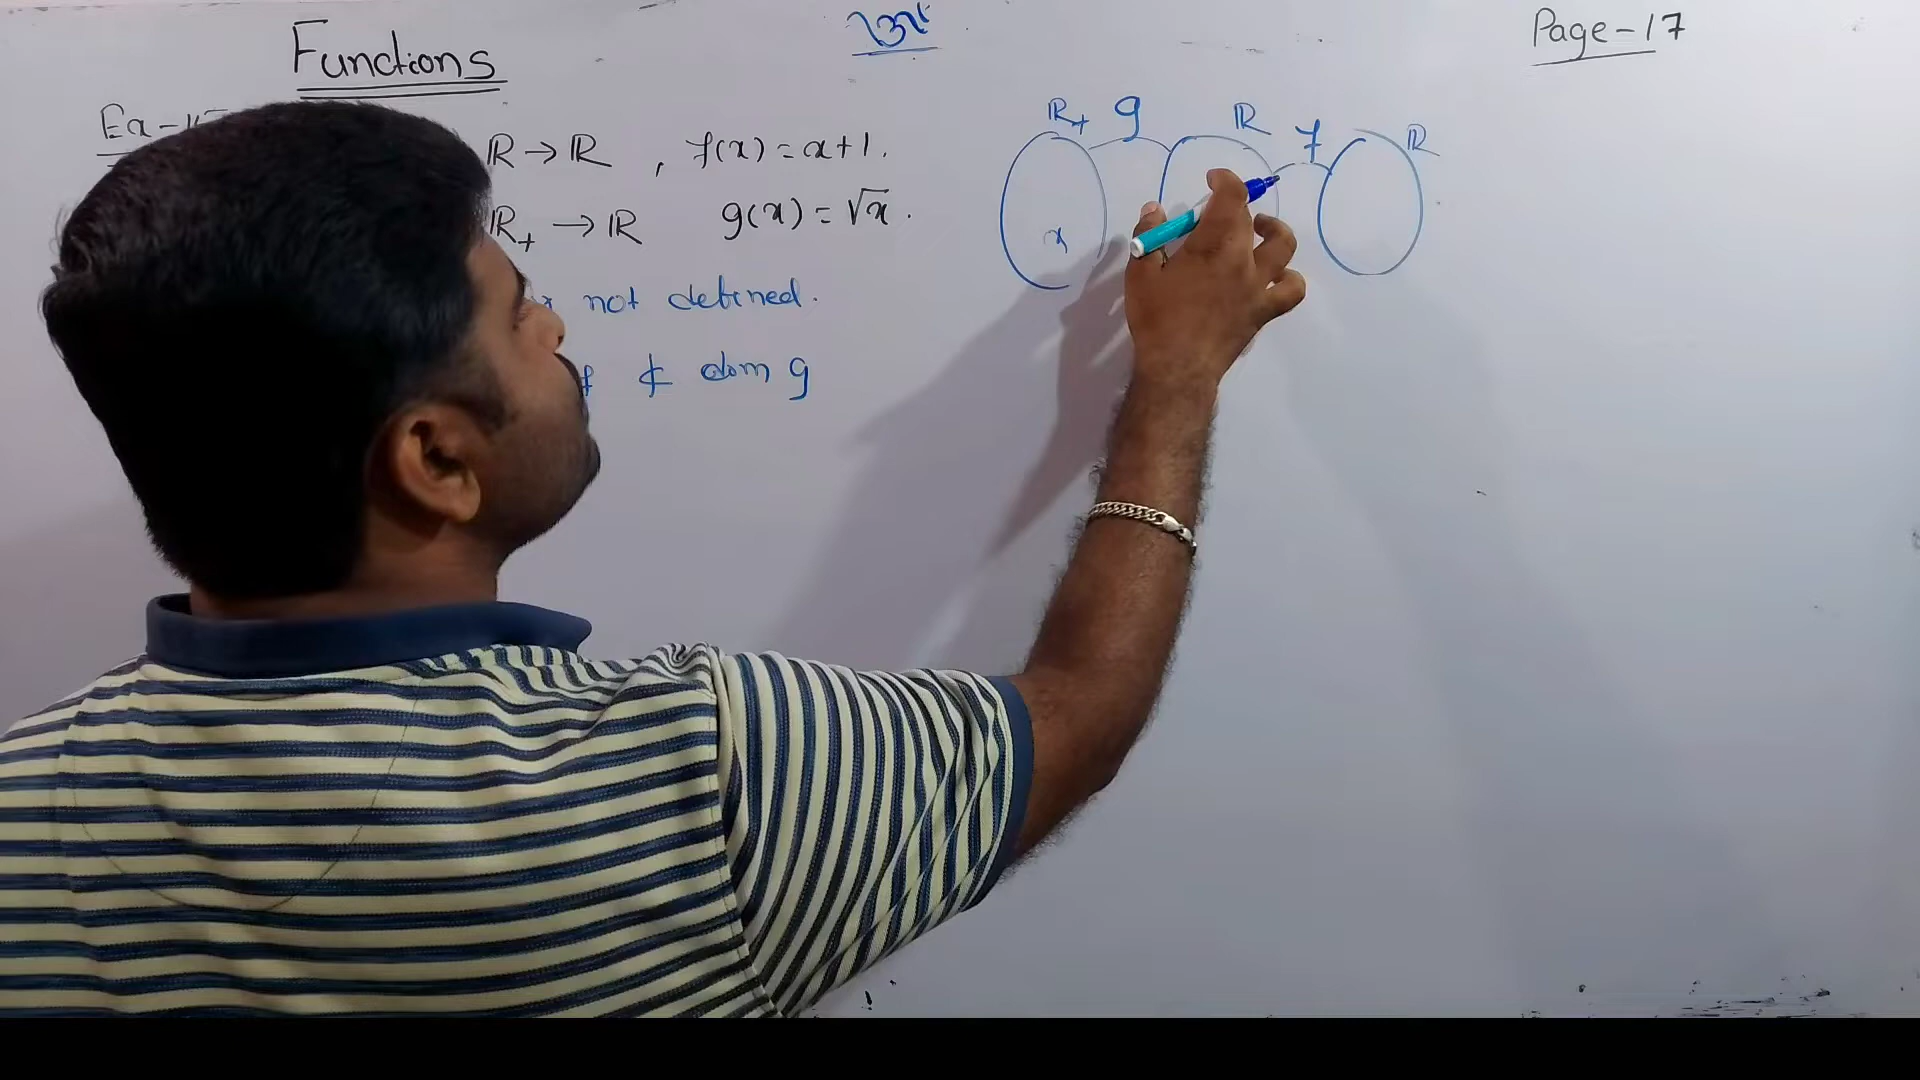 Functions
Page-17
Ex-
ℝ → ℝ , f(x) = x+1.
ℝ₊ → ℝ g(x) = √x .
not defined.
f ⊄ dom g
ℝ₊ g ℝ f ℝ
x